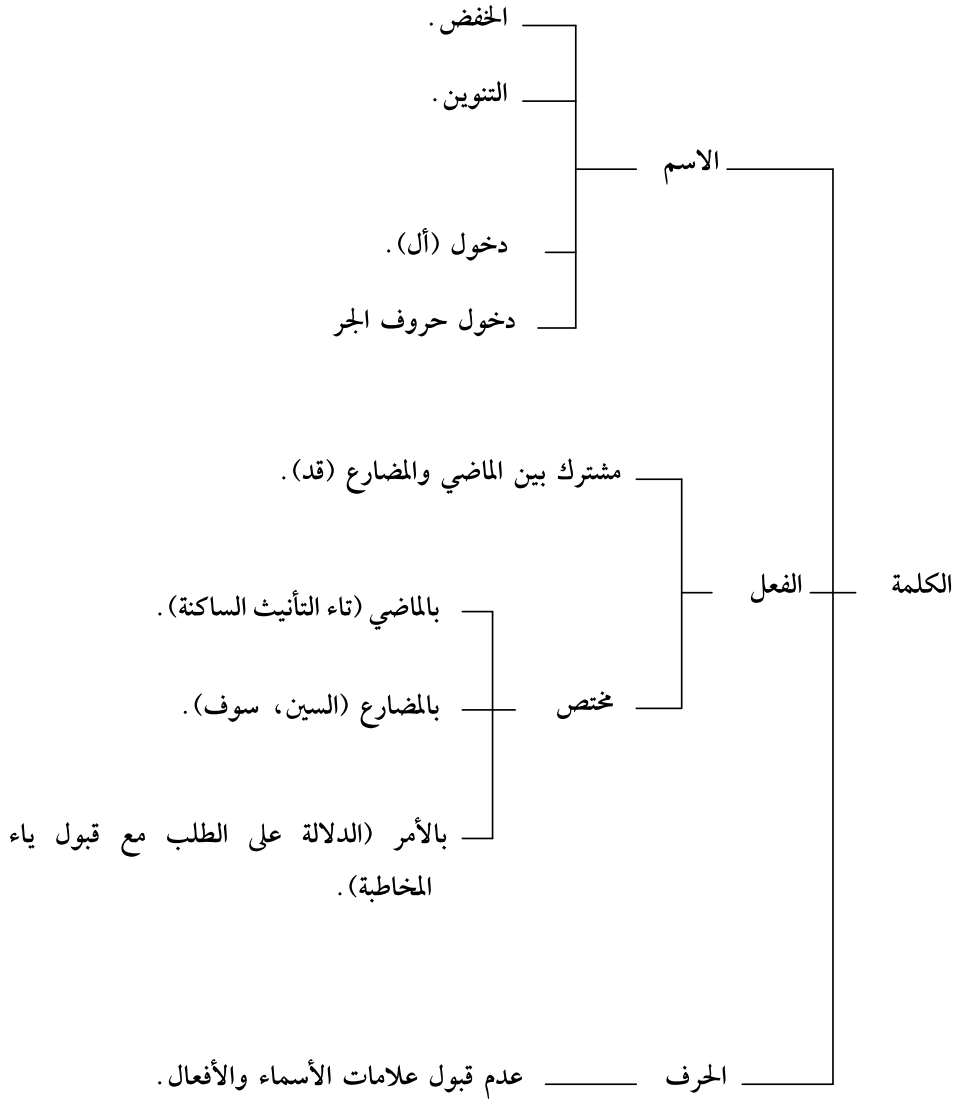 الخفض.
التنوين.
الاسم
دخول (أل).
دخول حروف الجر
مشترك بين الماضي والمضارع (قد).
الكلمة
الفعل
بالماضي (تاء التأنيث الساكنة).
مختص
بالمضارع (السين، سوف).
بالأمر (الدلالة على الطلب مع قبول ياء
المخاطبة).
الحرف
عدم قبول علامات الأسماء والأفعال.